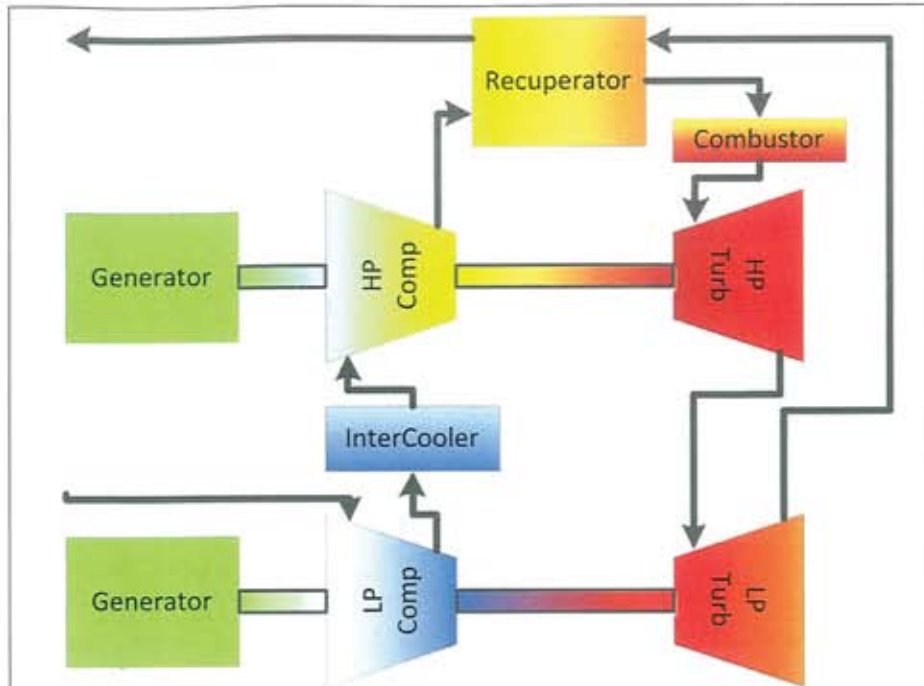 Recuperator
Combustor
Generator
HP
Comp
HP
Turb
InterCooler
Generator
LP
Comp
LP
Turb